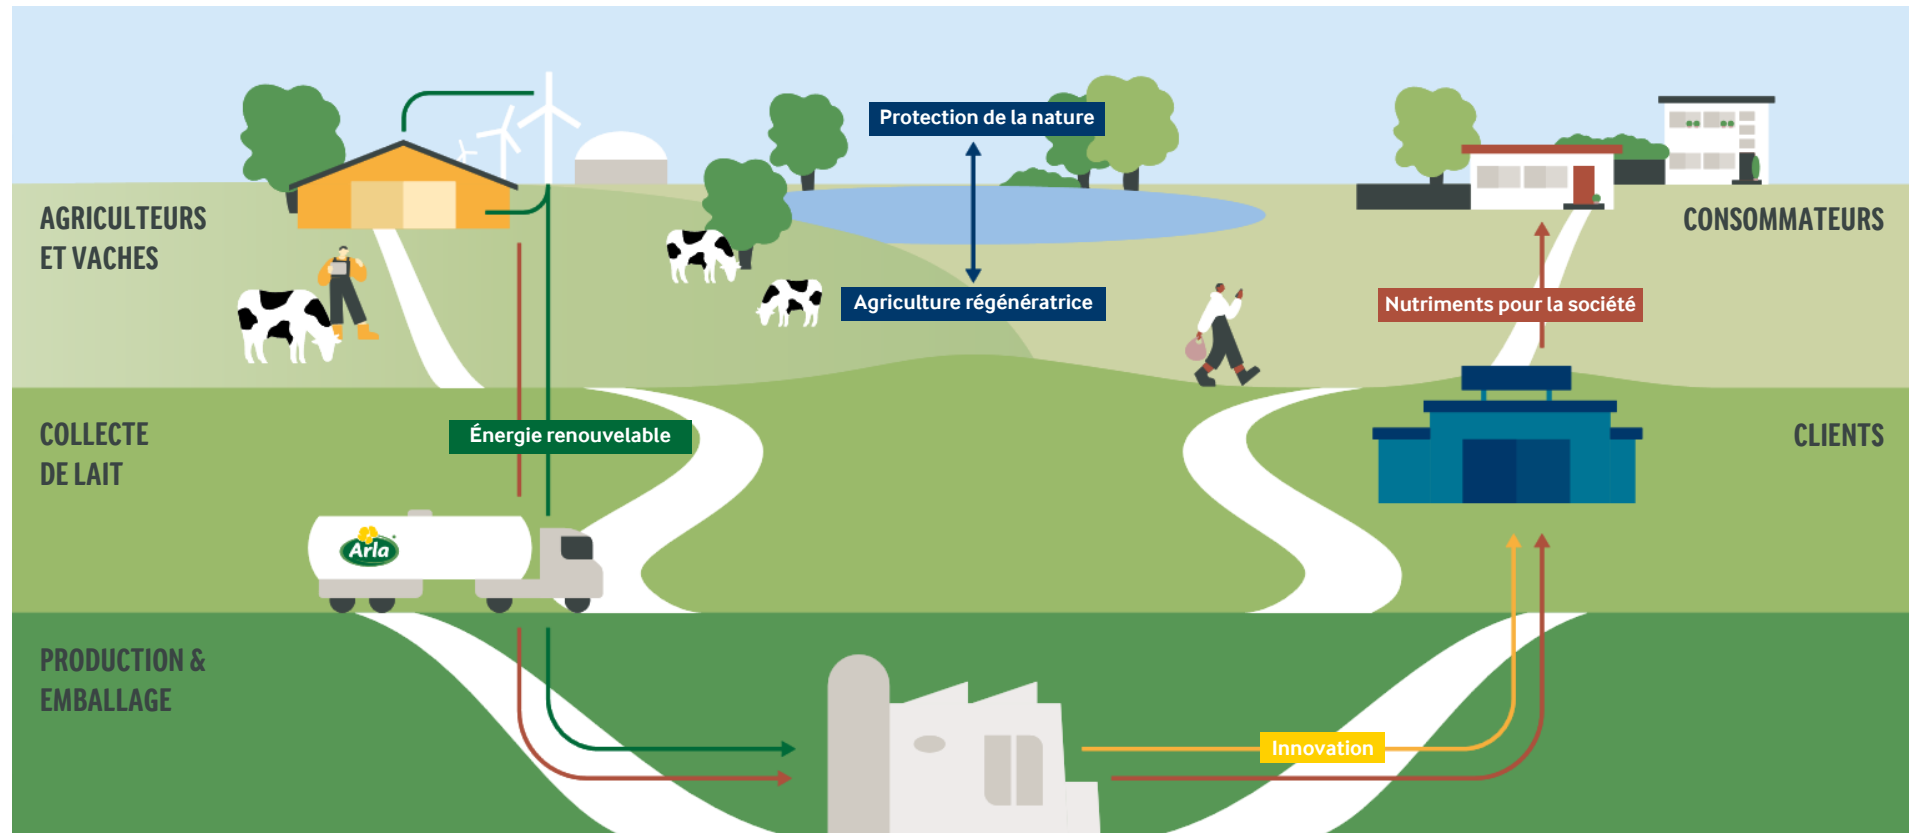 Protection de la nature
AGRICULTEURS
ET VACHES
CONSOMMATEURS
Agriculture régénératrice
Nutriments pour la société
COLLECTE
DE LAIT
Énergie renouvelable
CLIENTS
Arla
PRODUCTION &
EMBALLAGE
Innovation